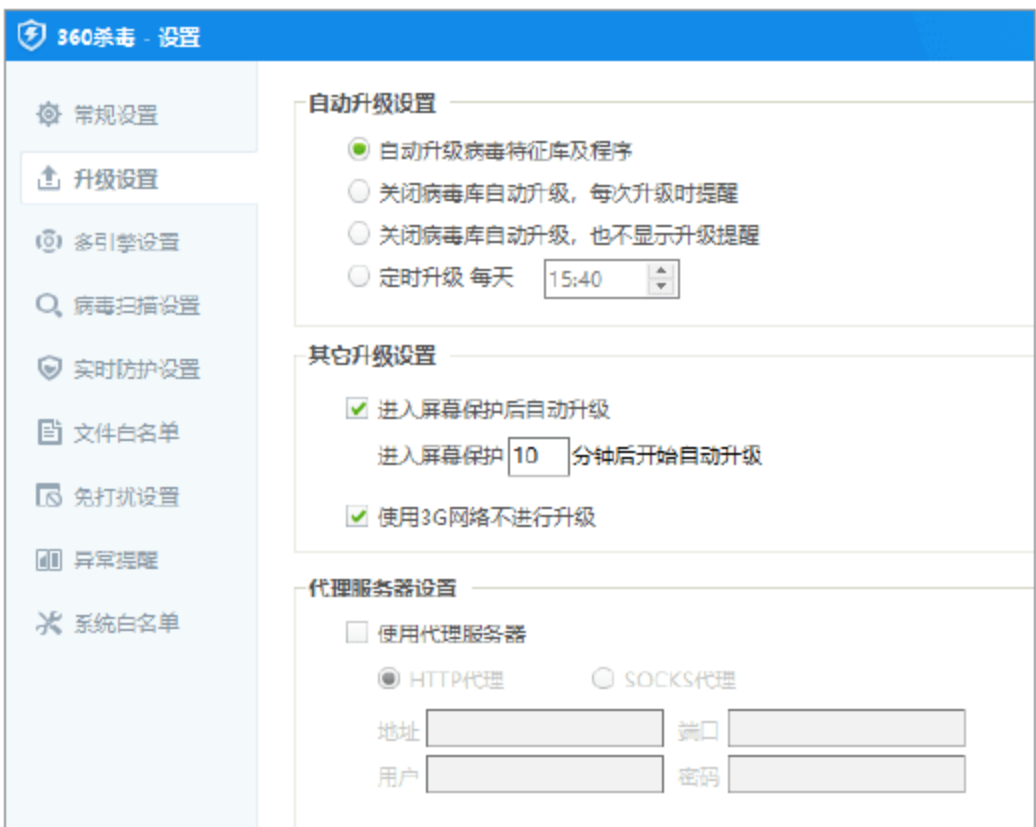 360杀毒 - 设置
常规设置
升级设置
多引擎设置
病毒扫描设置
实时防护设置
文件白名单
免打扰设置
异常提醒
系统白名单
自动升级设置
自动升级病毒特征库及程序
关闭病毒库自动升级，每次升级时提醒
关闭病毒库自动升级，也不显示升级提醒
定时升级 每天 15:40
其它升级设置
进入屏幕保护后自动升级
进入屏幕保护 10 分钟后开始自动升级
使用3G网络不进行升级
代理服务器设置
使用代理服务器
HTTP代理 SOCKS代理
地址 端口
用户 密码